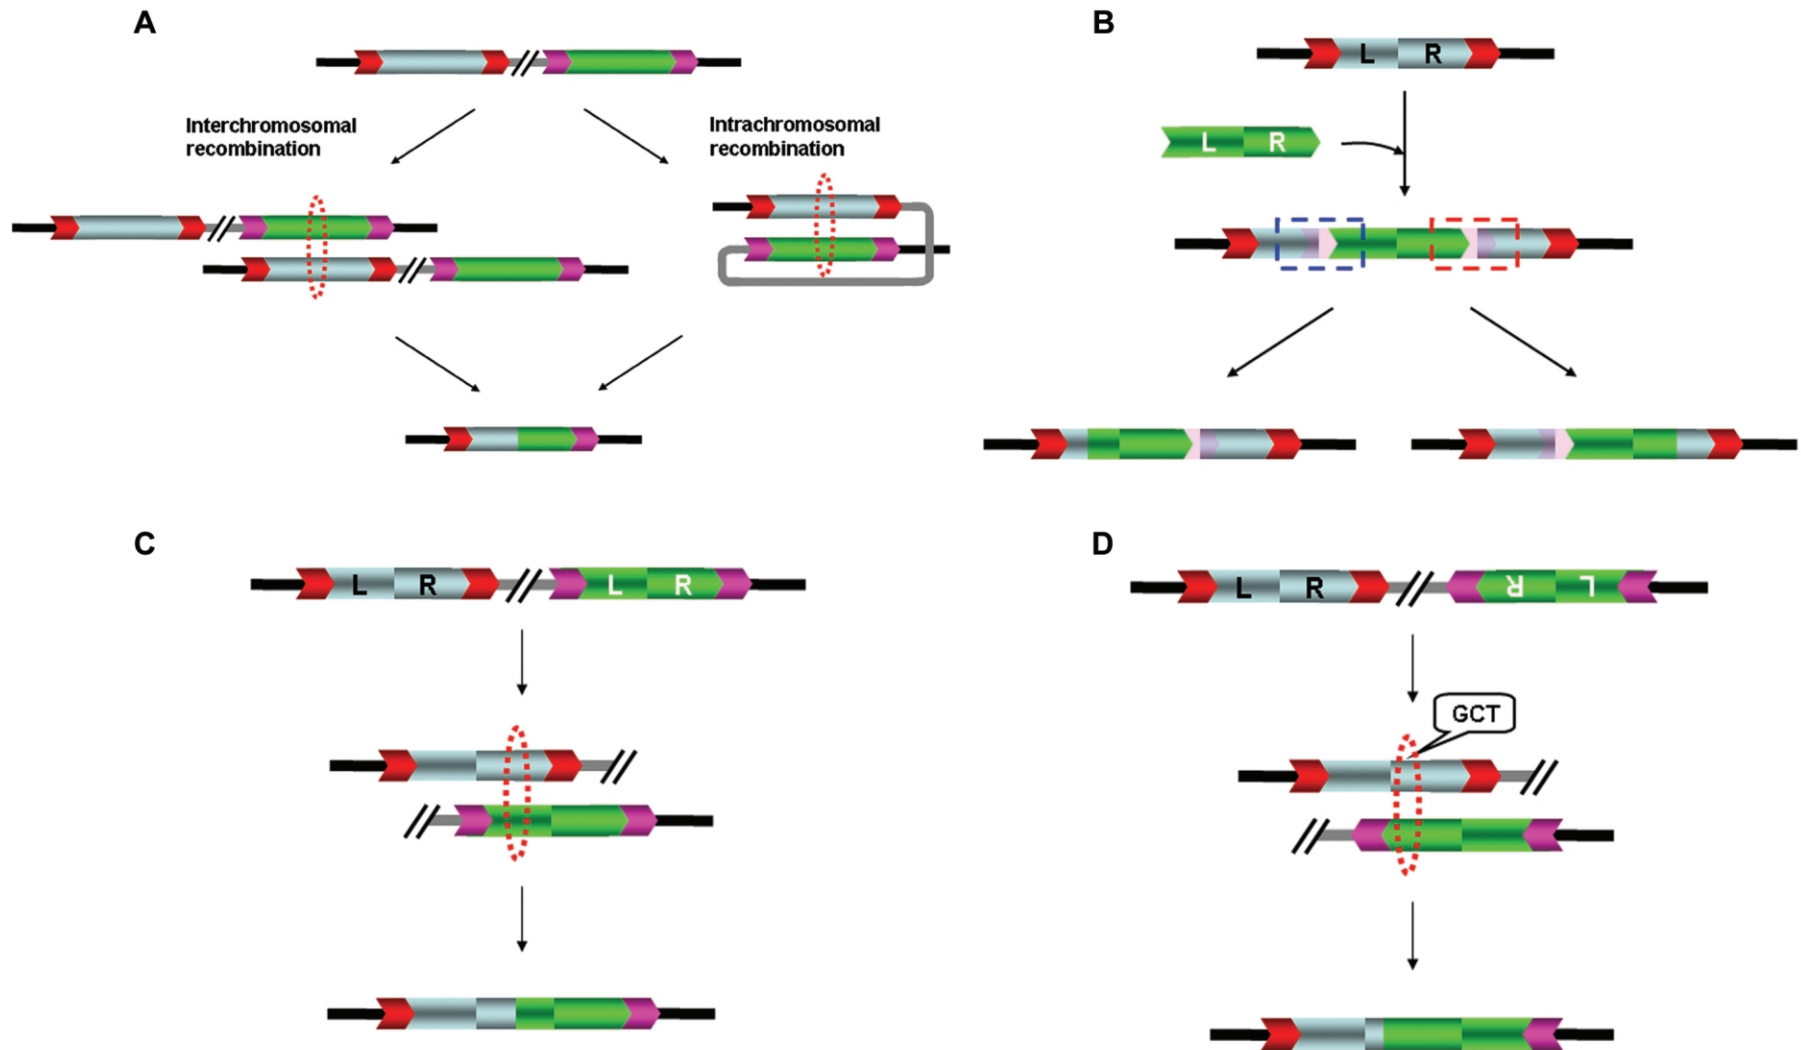 A
B
L R
Interchromosomal
recombination
Intrachromosomal
recombination
L R
C
D
L R L R
L R R L
GCT